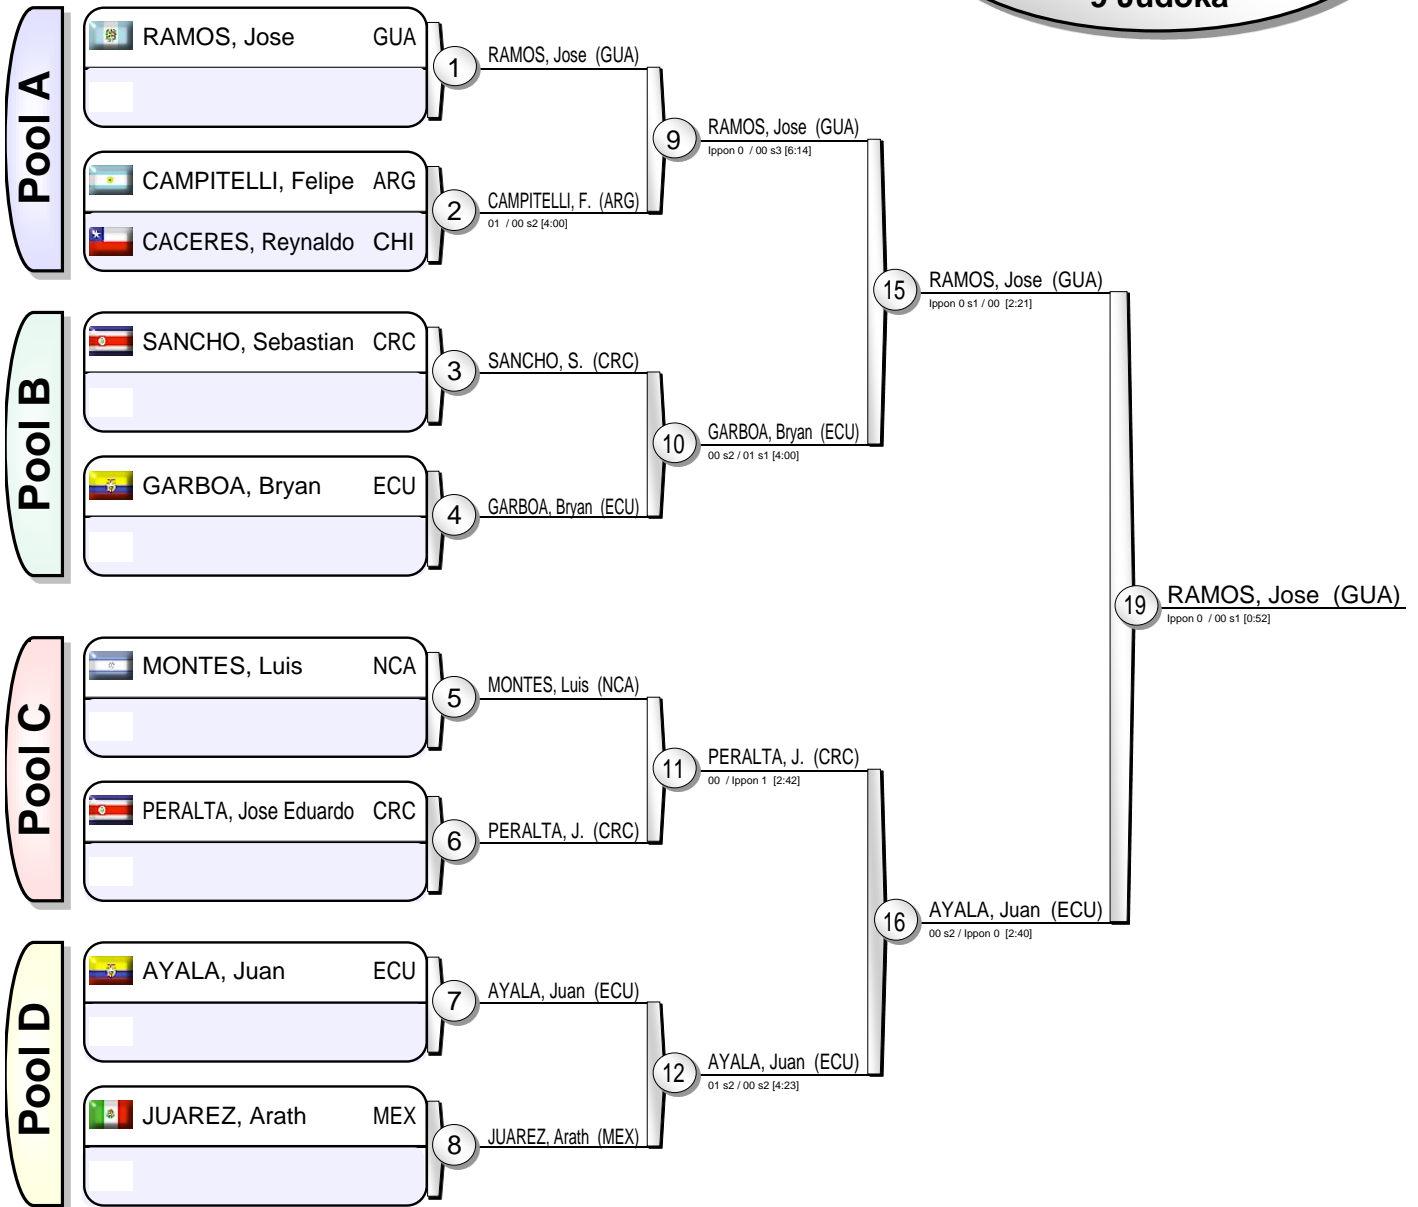 9 Judoka
Pool A
RAMOS, Jose GUA
CAMPITELLI, Felipe ARG
CACERES, Reynaldo CHI
Pool B
SANCHO, Sebastian CRC
GARBOA, Bryan ECU
Pool C
MONTES, Luis NCA
PERALTA, Jose Eduardo CRC
Pool D
AYALA, Juan ECU
JUAREZ, Arath MEX
1
RAMOS, Jose (GUA)
2
CAMPITELLI, F. (ARG)
01 / 00 s2 [4:00]
3
SANCHO, S. (CRC)
4
GARBOA, Bryan (ECU)
5
MONTES, Luis (NCA)
6
PERALTA, J. (CRC)
7
AYALA, Juan (ECU)
8
JUAREZ, Arath (MEX)
9
RAMOS, Jose (GUA)
Ippon 0 / 00 s3 [6:14]
10
GARBOA, Bryan (ECU)
00 s2 / 01 s1 [4:00]
11
PERALTA, J. (CRC)
00 / Ippon 1 [2:42]
12
AYALA, Juan (ECU)
01 s2 / 00 s2 [4:23]
15
RAMOS, Jose (GUA)
Ippon 0 s1 / 00 [2:21]
16
AYALA, Juan (ECU)
00 s2 / Ippon 0 [2:40]
19
RAMOS, Jose (GUA)
Ippon 0 / 00 s1 [0:52]